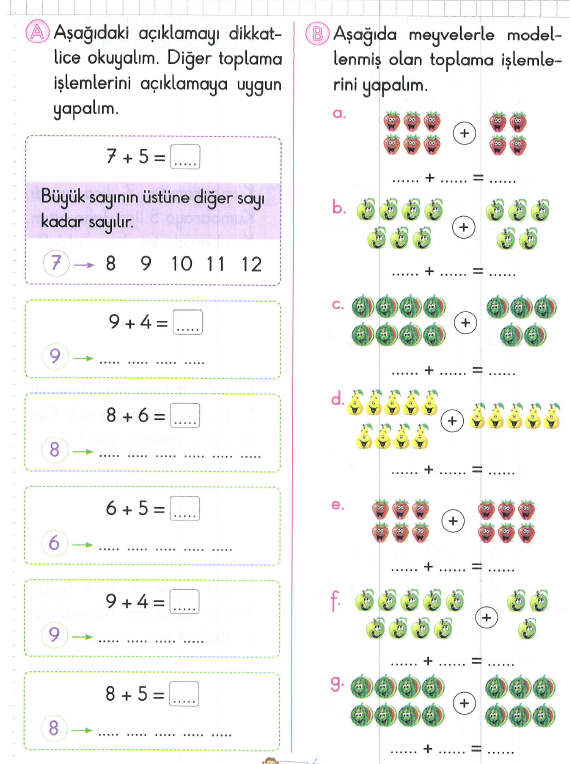 A Aşağıdaki açıklamayı dikkat-
lice okuyalım. Diğer toplama
işlemlerini açıklamaya uygun
yapalım.
7 + 5 = .....
Büyük sayının üstüne diğer sayı
kadar sayılır.
7 → 8 9 10 11 12
9 + 4 = .....
9 → ..... ..... ..... .....
8 + 6 = .....
8 → ..... ..... ..... ..... ..... .....
6 + 5 = .....
6 → ..... ..... ..... ..... .....
9 + 4 = .....
9 → ..... ..... ..... .....
8 + 5 = .....
8 → ..... ..... ..... ..... .....
B Aşağıda meyvelerle model-
lenmiş olan toplama işlemle-
rini yapalım.
a. +
...... + ...... = ......
b. +
...... + ...... = ......
c. +
...... + ...... = ......
d. +
...... + ...... = ......
e. +
...... + ...... = ......
f. +
...... + ...... = ......
g. +
...... + ...... = ......